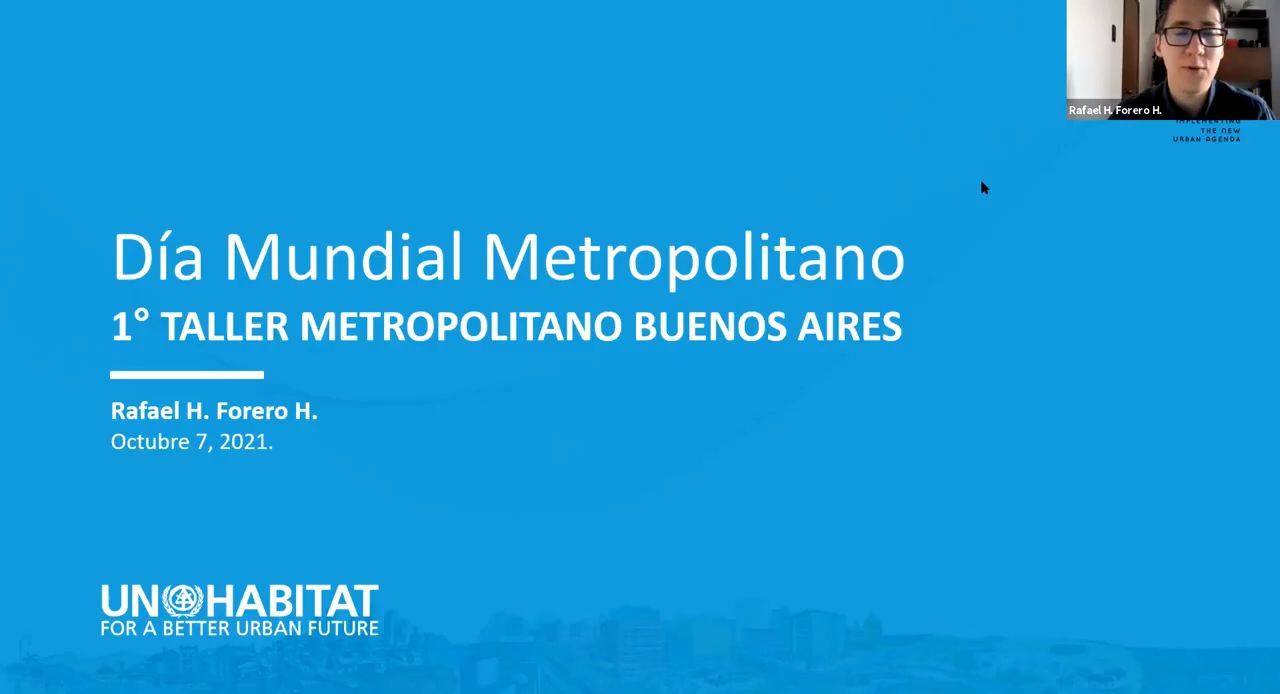 Rafael H. Forero H.
IMPLEMENTING
THE NEW
URBAN AGENDA
Día Mundial Metropolitano
1° TALLER METROPOLITANO BUENOS AIRES
Rafael H. Forero H.
Octubre 7, 2021.
UN HABITAT
FOR A BETTER URBAN FUTURE